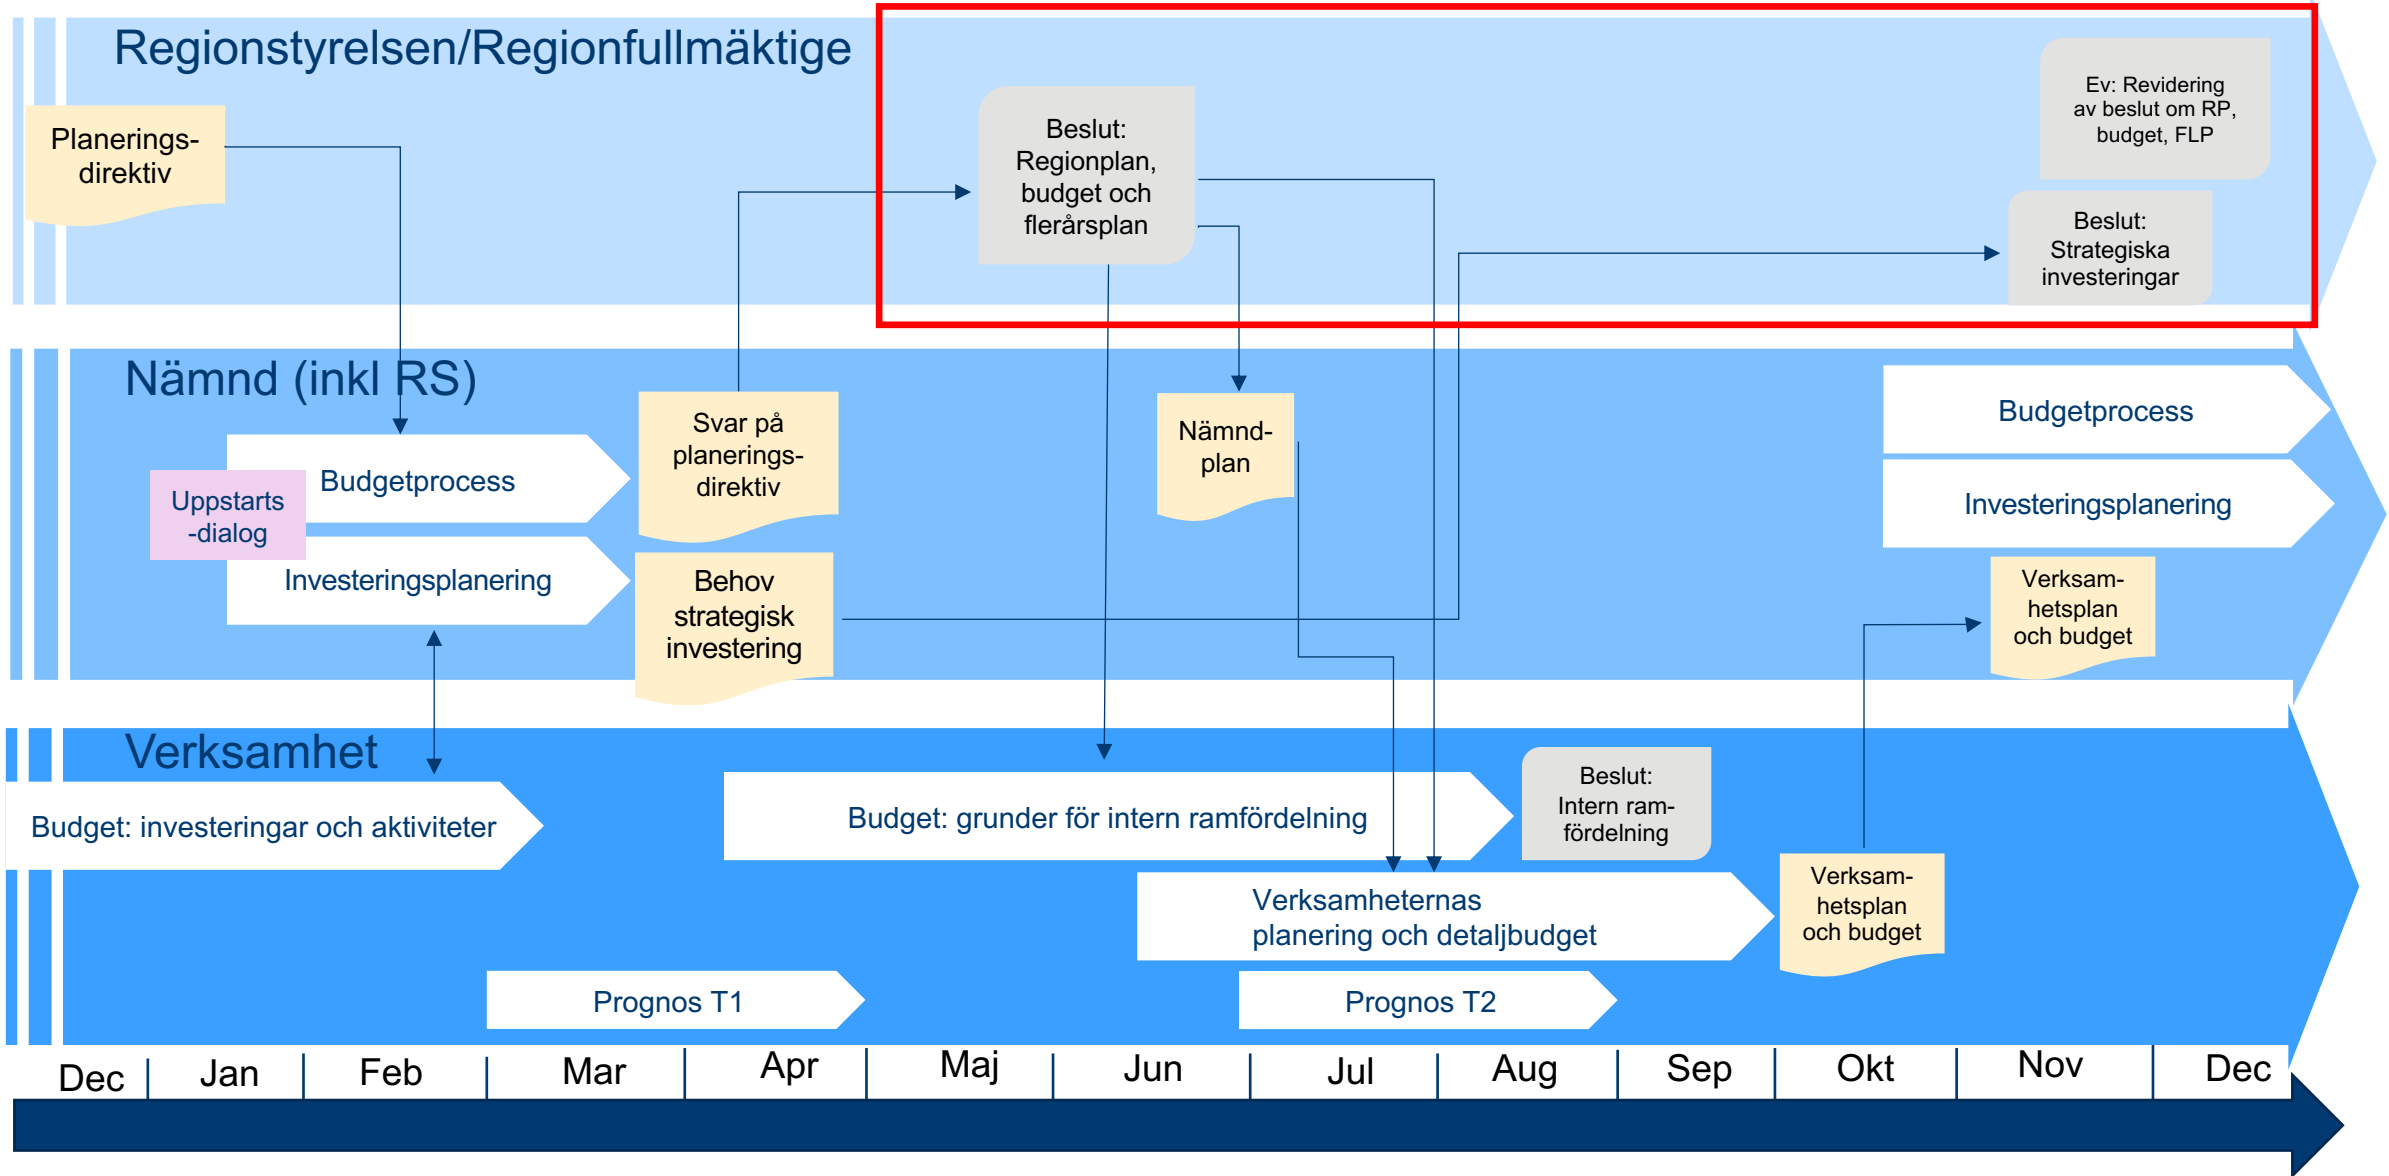 Regionstyrelsen/Regionfullmäktige
Planerings-
direktiv
Beslut:
Regionplan,
budget och
flerårsplan
Ev: Revidering
av beslut om RP,
budget, FLP
Beslut:
Strategiska
investeringar
Nämnd (inkl RS)
Uppstarts
-dialog
Budgetprocess
Investeringsplanering
Svar på
planerings-
direktiv
Behov
strategisk
investering
Nämnd-
plan
Budgetprocess
Investeringsplanering
Verksam-
hetsplan
och budget
Verksamhet
Budget: investeringar och aktiviteter
Budget: grunder för intern ramfördelning
Beslut:
Intern ram-
fördelning
Verksamheternas
planering och detaljbudget
Verksam-
hetsplan
och budget
Prognos T1
Prognos T2
Dec Jan Feb Mar Apr Maj Jun Jul Aug Sep Okt Nov Dec